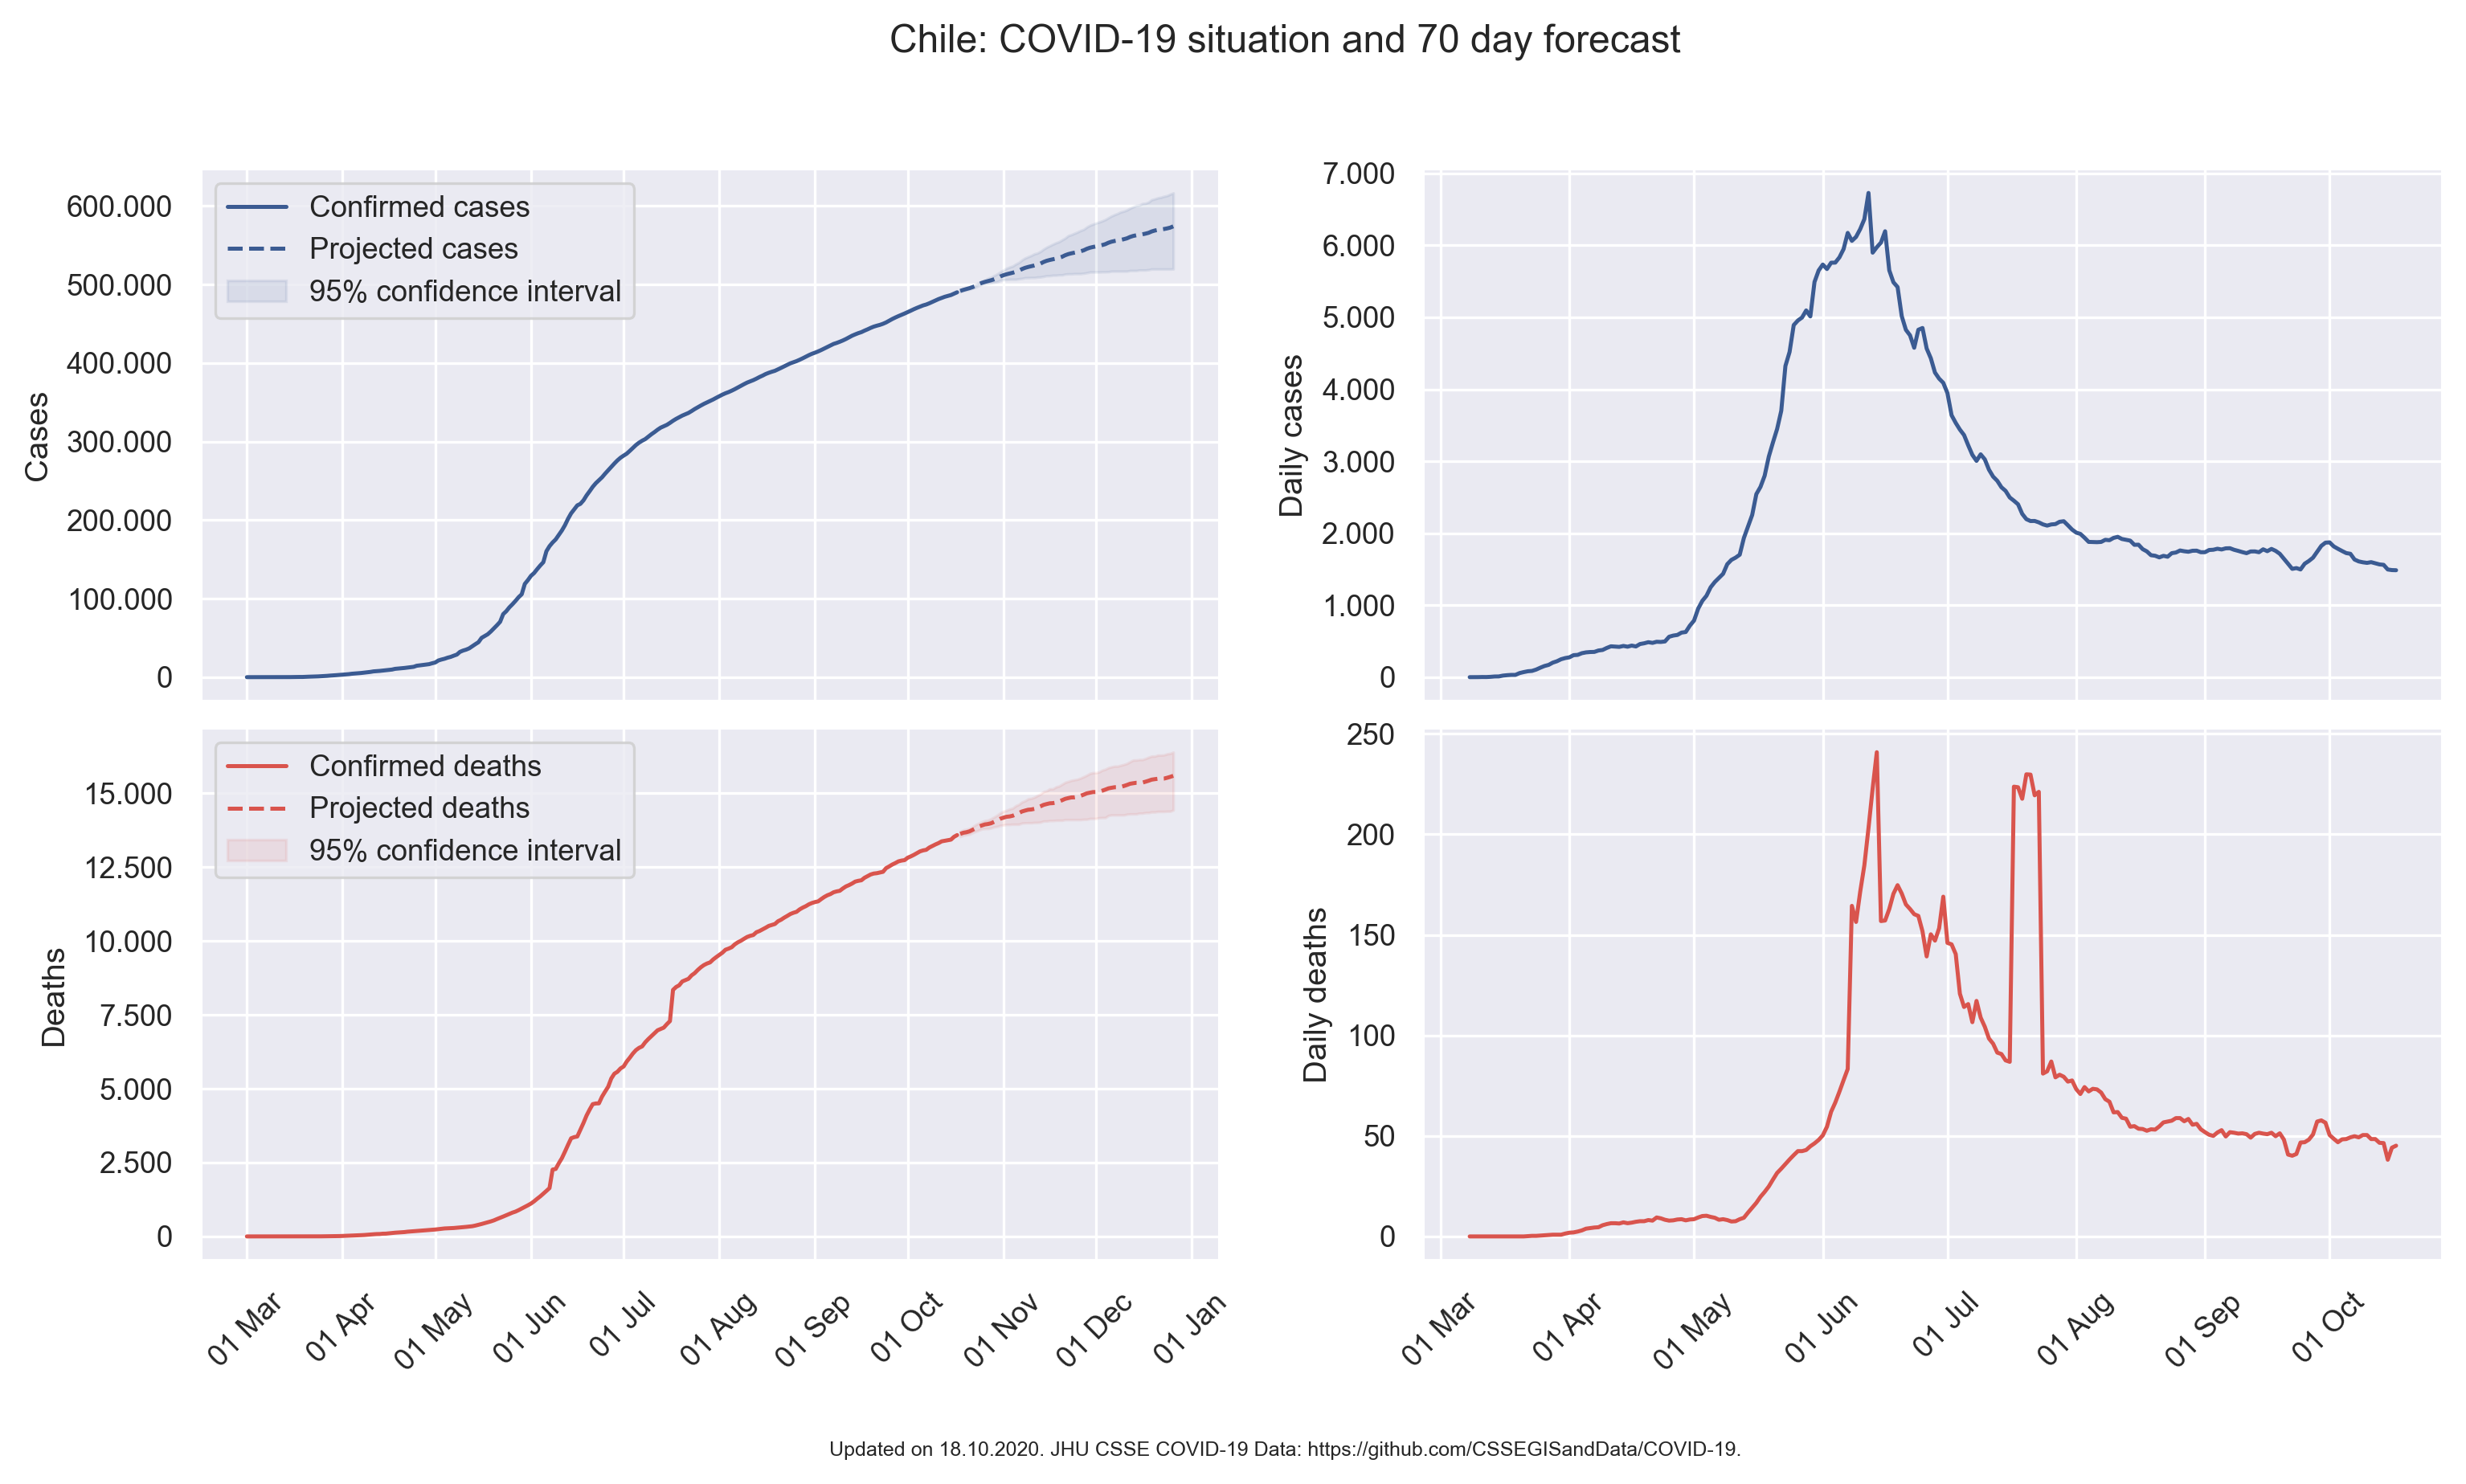 Chile: COVID-19 situation and 70 day forecast
Confirmed cases
Projected cases
95% confidence interval
600.000
500.000
400.000
300.000
200.000
100.000
0
Cases
7.000
6.000
5.000
4.000
3.000
2.000
1.000
0
Daily cases
Confirmed deaths
Projected deaths
95% confidence interval
15.000
12.500
10.000
7.500
5.000
2.500
0
Deaths
01 Mar
01 Apr
01 May
01 Jun
01 Jul
01 Aug
01 Sep
01 Oct
01 Nov
01 Dec
01 Jan
250
200
150
100
50
0
Daily deaths
01 Mar
01 Apr
01 May
01 Jun
01 Jul
01 Aug
01 Sep
01 Oct
Updated on 18.10.2020. JHU CSSE COVID-19 Data: https://github.com/CSSEGISandData/COVID-19.